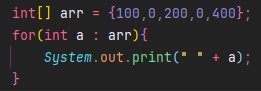 int[] arr = {100,0,200,0,400};
for(int a : arr){
    System.out.print(" " + a);
}